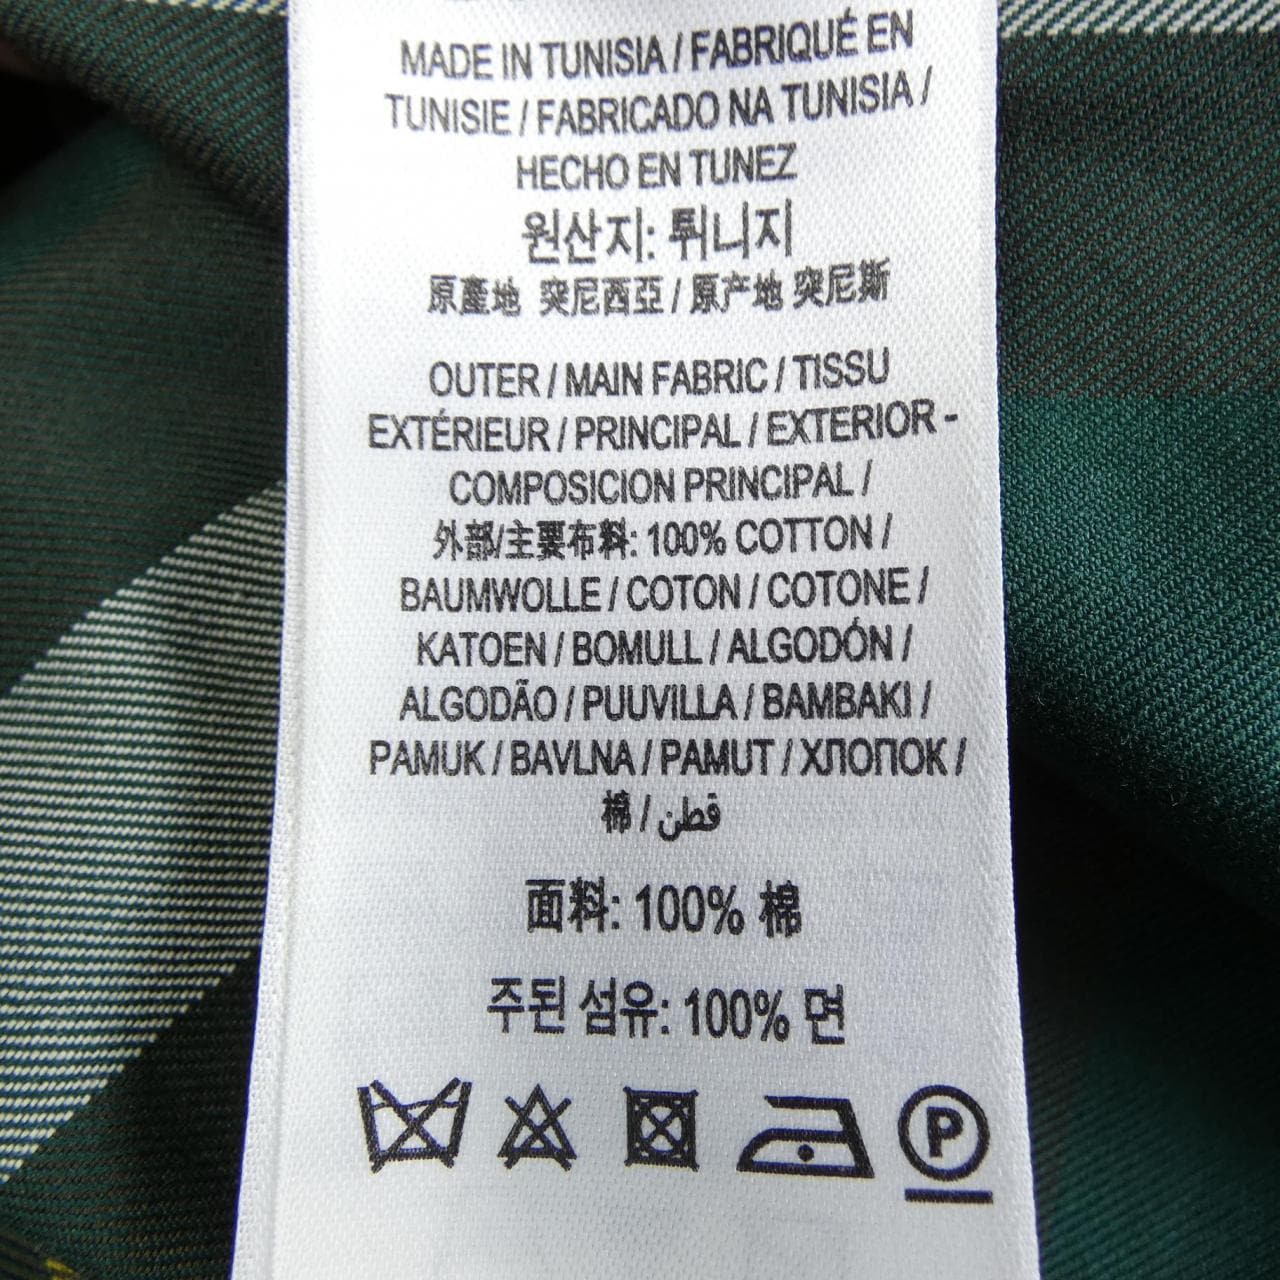 MADE IN TUNISIA / FABRIQUÉ EN
TUNISIE / FABRICADO NA TUNISIA /
HECHO EN TUNEZ
원산지: 튀니지
原產地 突尼西亞 / 原产地 突尼斯
OUTER / MAIN FABRIC / TISSU
EXTÉRIEUR / PRINCIPAL / EXTERIOR -
COMPOSICION PRINCIPAL /
外部/主要布料: 100% COTTON /
BAUMWOLLE / COTON / COTONE /
KATOEN / BOMULL / ALGODÓN /
ALGODÃO / PUUVILLA / BAMBAKI /
PAMUK / BAVLNA / PAMUT / ХЛОПОК /
棉 / قطن
面料: 100% 棉
주된 섬유: 100% 면
P